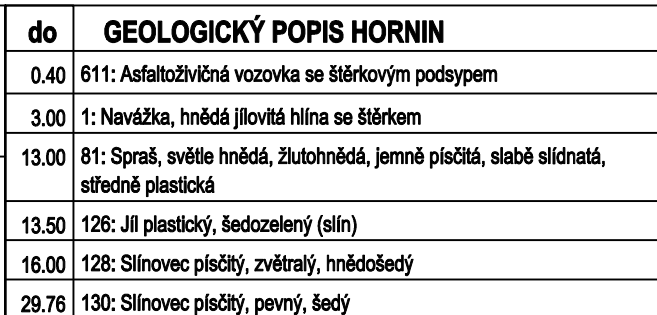 do GEOLOGICKÝ POPIS HORNIN
0.40 611: Asfaltoživičná vozovka se štěrkovým podsypem
3.00 1: Navážka, hnědá jílovitá hlína se štěrkem
13.00 81: Spraš, světle hnědá, žlutohnědá, jemně písčitá, slabě slídnatá,
středně plastická
13.50 126: Jíl plastický, šedozelený (slín)
16.00 128: Slínovec písčitý, zvětralý, hnědošedý
29.76 130: Slínovec písčitý, pevný, šedý